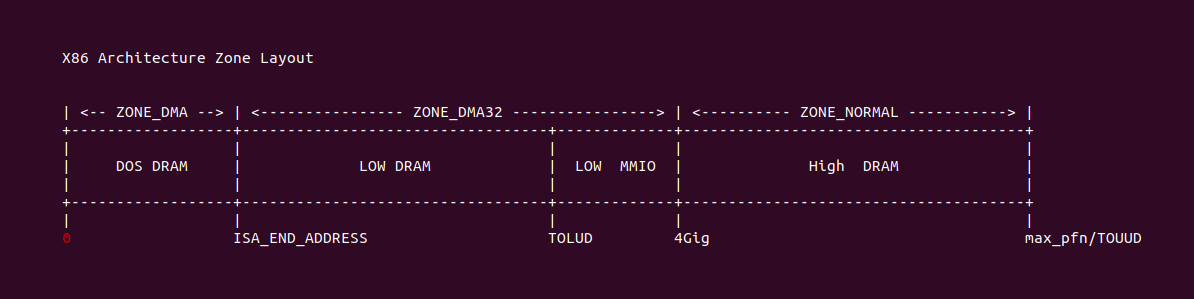 X86 Architecture Zone Layout
| <-- ZONE_DMA --> | <---------------- ZONE_DMA32 ----------------> | <---------- ZONE_NORMAL -----------> |
+------------------+----------------------------------+-------------+--------------------------------------+
|                  |                                  |             |                                      |
|     DOS DRAM     |             LOW DRAM             |  LOW  MMIO  |              High  DRAM              |
|                  |                                  |             |                                      |
+------------------+----------------------------------+-------------+--------------------------------------+
|                  |                                  |             |                                      |
0                  ISA_END_ADDRESS                    TOLUD         4Gig                                   max_pfn/TOUUD